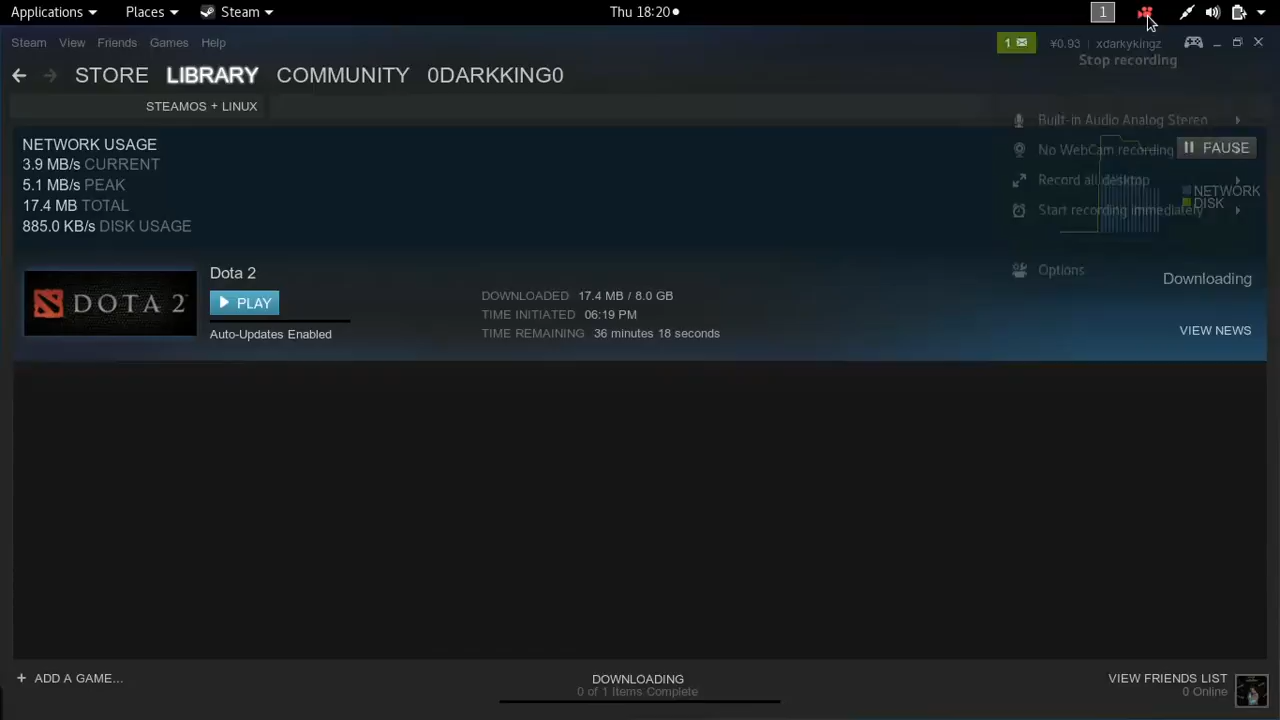 Applications Places Steam Thu 18:20 1
Steam View Friends Games Help 1 ¥0.93 | xdarkykingz
STORE LIBRARY COMMUNITY 0DARKKING0
Stop recording
STEAMOS + LINUX
Built-in Audio Analog Stereo
No WebCam recording
Record all desktop
Start recording immediately
Options
NETWORK USAGE
3.9 MB/s CURRENT
5.1 MB/s PEAK
17.4 MB TOTAL
885.0 KB/s DISK USAGE
PAUSE
NETWORK
DISK
DOTA 2
Dota 2
PLAY
Auto-Updates Enabled
DOWNLOADED 17.4 MB / 8.0 GB
TIME INITIATED 06:19 PM
TIME REMAINING 36 minutes 18 seconds
Downloading
VIEW NEWS
+ ADD A GAME...
DOWNLOADING
0 of 1 Items Complete
VIEW FRIENDS LIST
0 Online